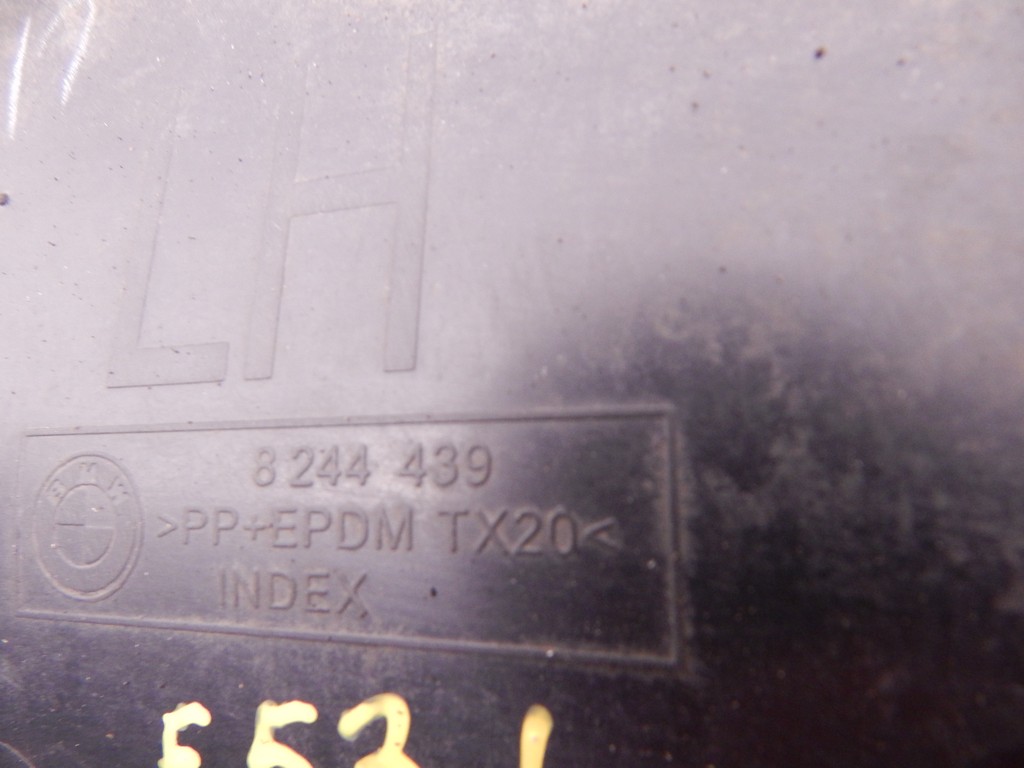 LH
8 244 439
BMW
>PP+EPDM TX20<
INDEX